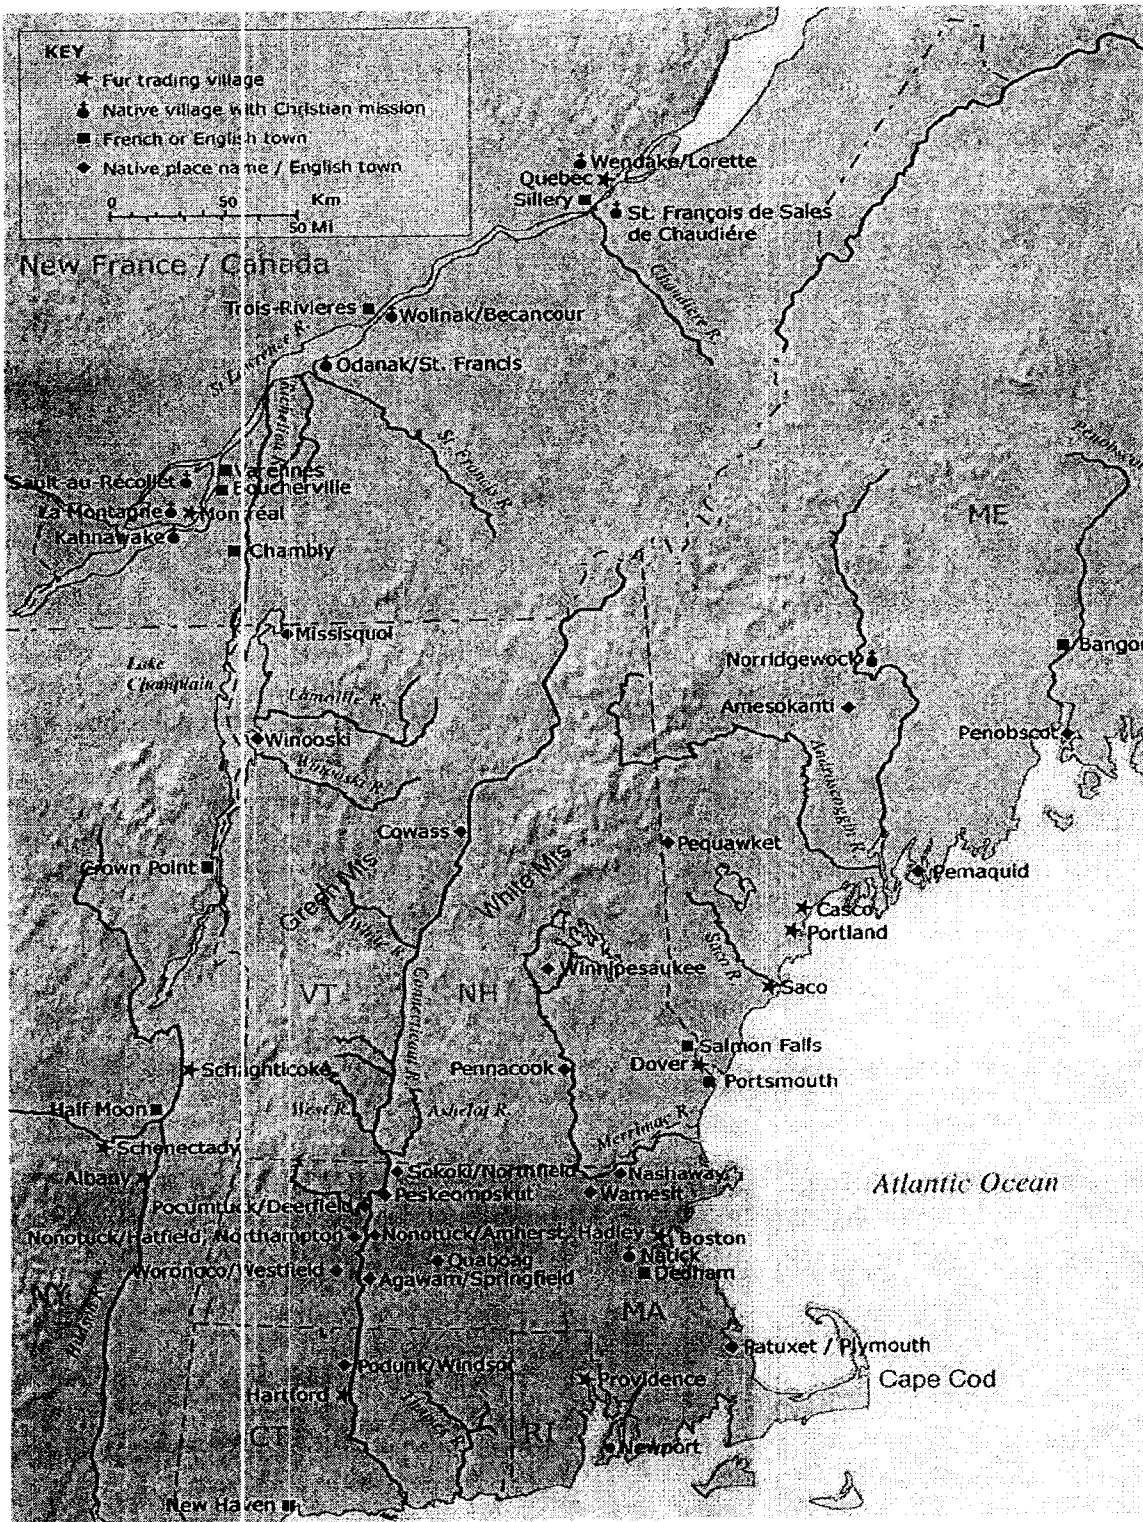 KEY
Fur trading village
Native village with Christian mission
French or English town
Native place name / English town
0 50 Km
50 Mi
New France / Canada
Wendake/Lorette
Quebec
Sillery
St. François de Sales
de Chaudiére
Chaudiere R.
Trois-Rivieres
Wolinak/Becancour
St Lawrence R.
Odanak/St. Francis
Richelieu R.
St Francis R.
Varennes
Sault-au-Récollet
Boucherville
La Montagne
Montréal
Kahnawake
Chambly
Penobscot
ME
Missisquoi
Lake
Champlain
Norridgewock
Bangor
Lamoille R.
Amesokanti
Winooski
Penobscot
Winooski R.
Androscoggin R.
Cowass
Pequawket
Crown Point
Pemaquid
Green Mts
White Mts
Casco
Portland
White R.
Saco R.
Winnipesaukee
Saco
VT
NH
Connecticut R.
Salmon Falls
Schaghticoke
Pennacook
Dover
Portsmouth
Half Moon
West R.
Ashelot R.
Merrimac R.
Schenectady
Albany
Sokoki/Northfield
Nashaway
Atlantic Ocean
Peskeompskut
Wamesit
Pocumtuck/Deerfield
Nonotuck/Hatfield, Northampton
Nonotuck/Amherst, Hadley
Boston
Quaboag
Natick
Woronoco/Westfield
Agawam/Springfield
Dedham
NY
Hudson R.
MA
Patuxet / Plymouth
Podunk/Windsor
Cape Cod
Hartford
Providence
CT
RI
Newport
New Haven